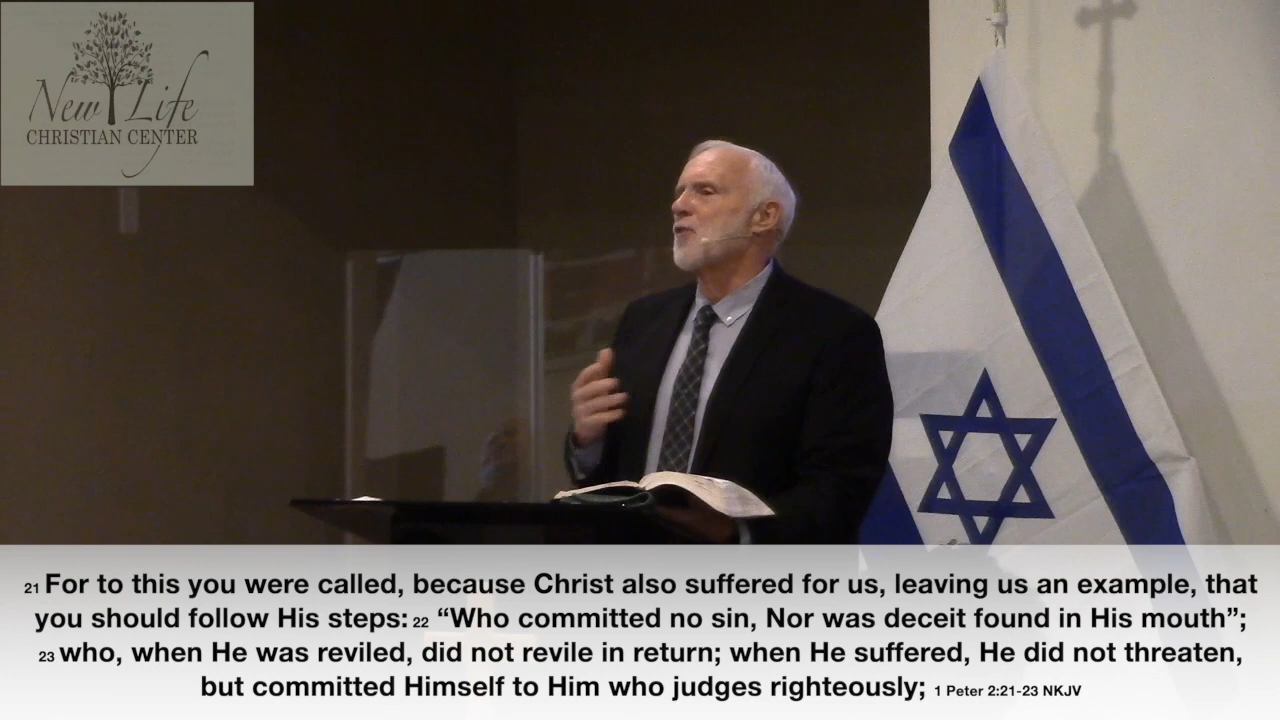 New Life
CHRISTIAN CENTER
21 For to this you were called, because Christ also suffered for us, leaving us an example, that
you should follow His steps: 22 “Who committed no sin, Nor was deceit found in His mouth”;
23 who, when He was reviled, did not revile in return; when He suffered, He did not threaten,
but committed Himself to Him who judges righteously; 1 Peter 2:21-23 NKJV